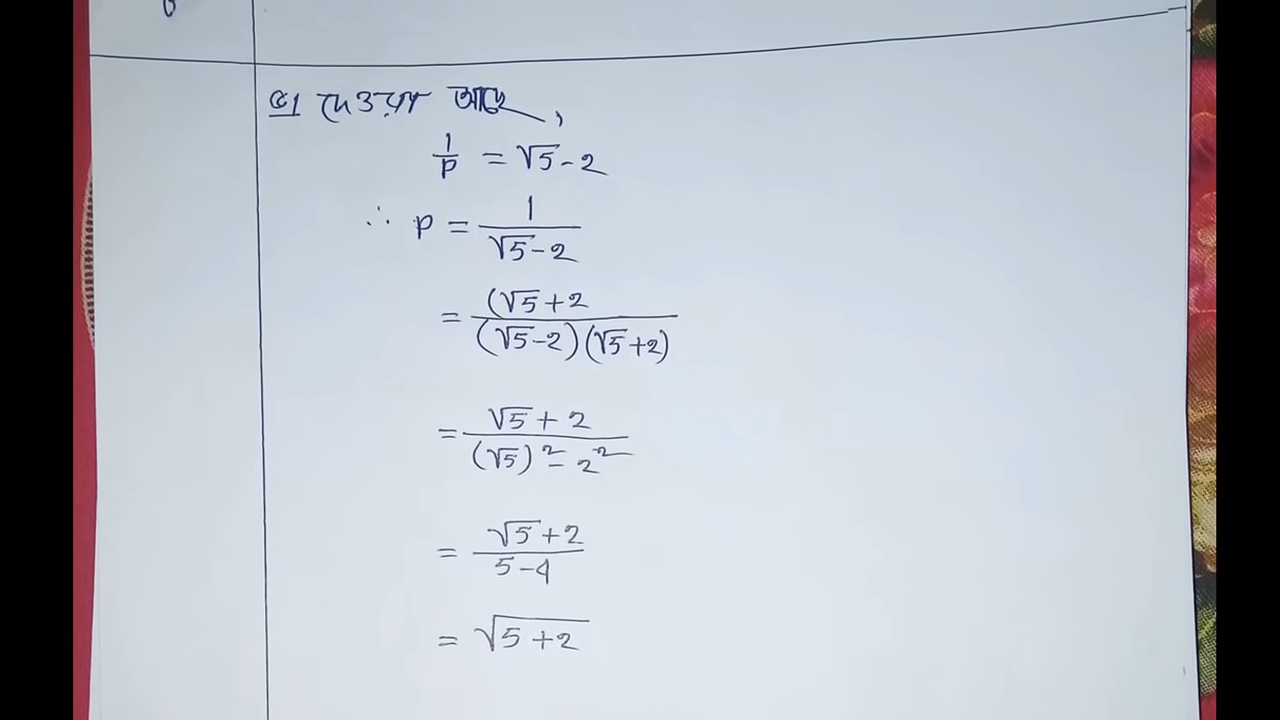 ৫। দেওয়া আছে,
1/p = √5 - 2
∴ p = 1/(√5 - 2)
= (√5 + 2/(√5 - 2)(√5 + 2)
= √5 + 2/(√5)² - 2²
= √5 + 2/5 - 4
= √(5 + 2)